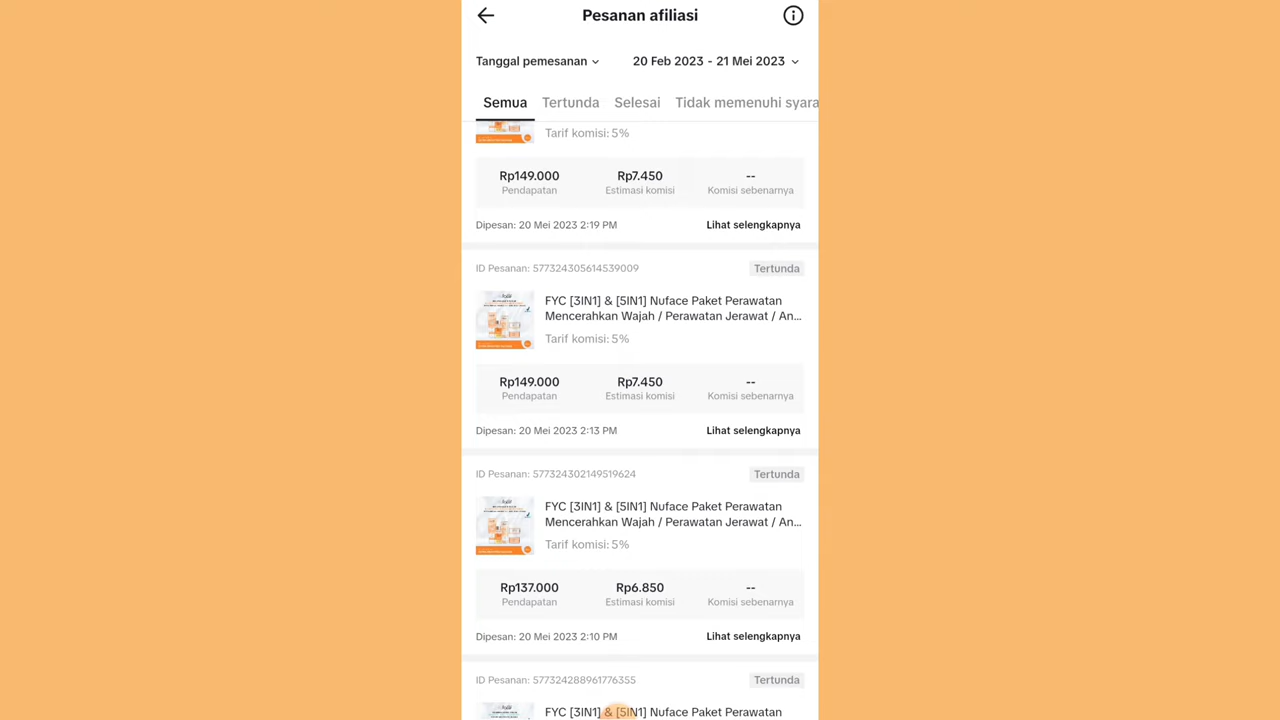 Pesanan afiliasi
Tanggal pemesanan
20 Feb 2023 - 21 Mei 2023
Semua Tertunda Selesai Tidak memenuhi syara
Tarif komisi: 5%
Rp149.000 Rp7.450 --
Pendapatan Estimasi komisi Komisi sebenarnya
Dipesan: 20 Mei 2023 2:19 PM Lihat selengkapnya
ID Pesanan: 577324305614539009 Tertunda
FYC [3IN1] & [5IN1] Nuface Paket Perawatan
Mencerahkan Wajah / Perawatan Jerawat / An...
Tarif komisi: 5%
Rp149.000 Rp7.450 --
Pendapatan Estimasi komisi Komisi sebenarnya
Dipesan: 20 Mei 2023 2:13 PM Lihat selengkapnya
ID Pesanan: 577324302149519624 Tertunda
FYC [3IN1] & [5IN1] Nuface Paket Perawatan
Mencerahkan Wajah / Perawatan Jerawat / An...
Tarif komisi: 5%
Rp137.000 Rp6.850 --
Pendapatan Estimasi komisi Komisi sebenarnya
Dipesan: 20 Mei 2023 2:10 PM Lihat selengkapnya
ID Pesanan: 577324288961776355 Tertunda
FYC [3IN1] & [5IN1] Nuface Paket Perawatan